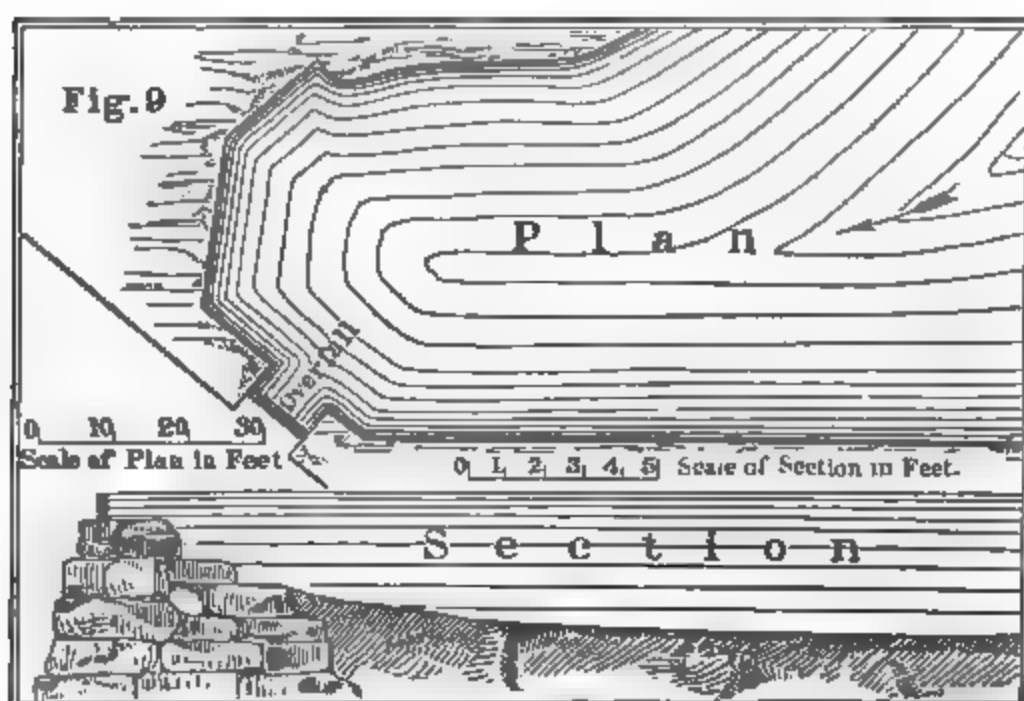 Fig. 9
Plan
Overfall
0 10 20 30
Scale of Plan in Feet
0 1 2 3 4 5 Scale of Section in Feet.
Section